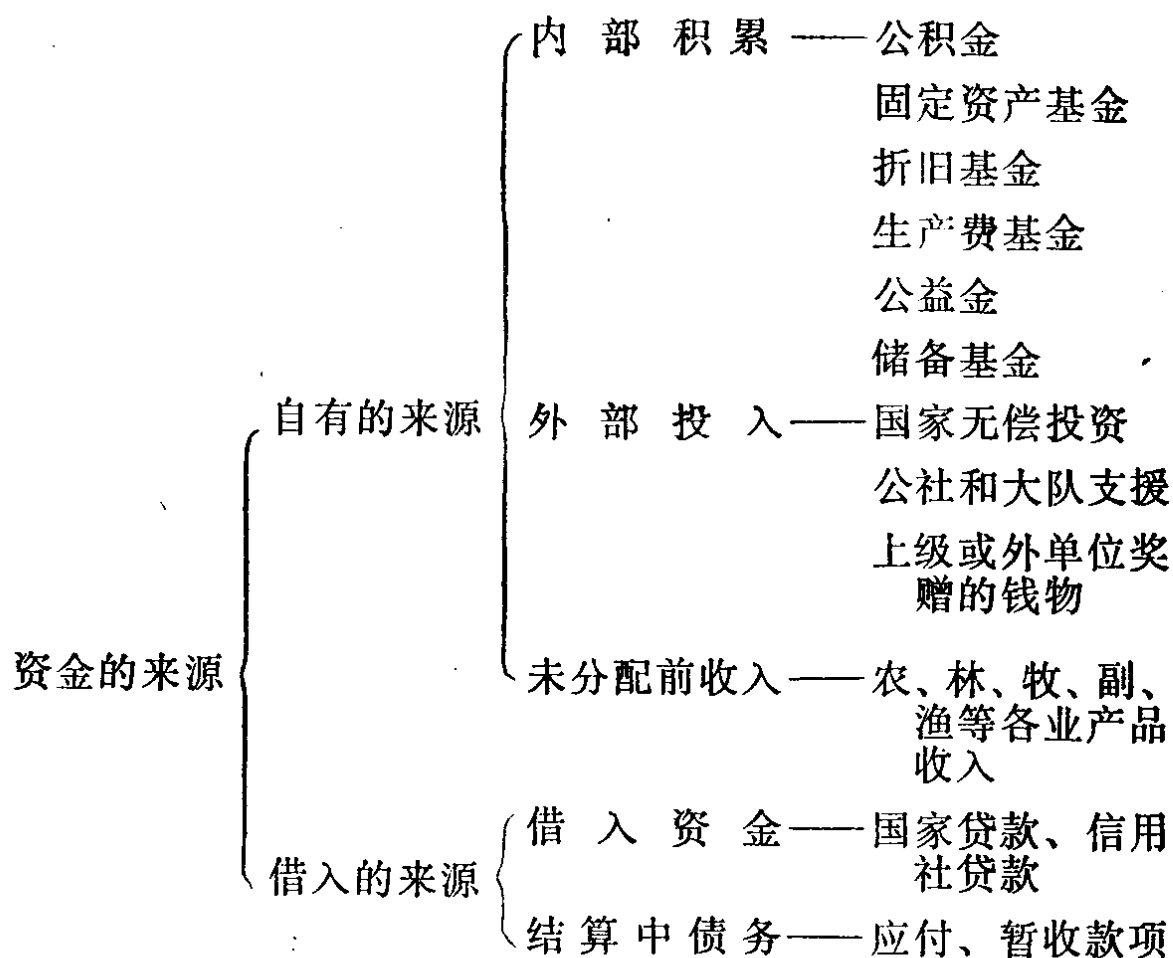 内部积累——公积金
固定资产基金
折旧基金
生产费基金
公益金
储备基金
自有的来源
外部投入——国家无偿投资
公社和大队支援
上级或外单位奖
赠的钱物
资金的来源
未分配前收入——农、林、牧、副、
渔等各业产品
收入
借入资金——国家贷款、信用
社贷款
借入的来源
结算中债务——应付、暂收款项